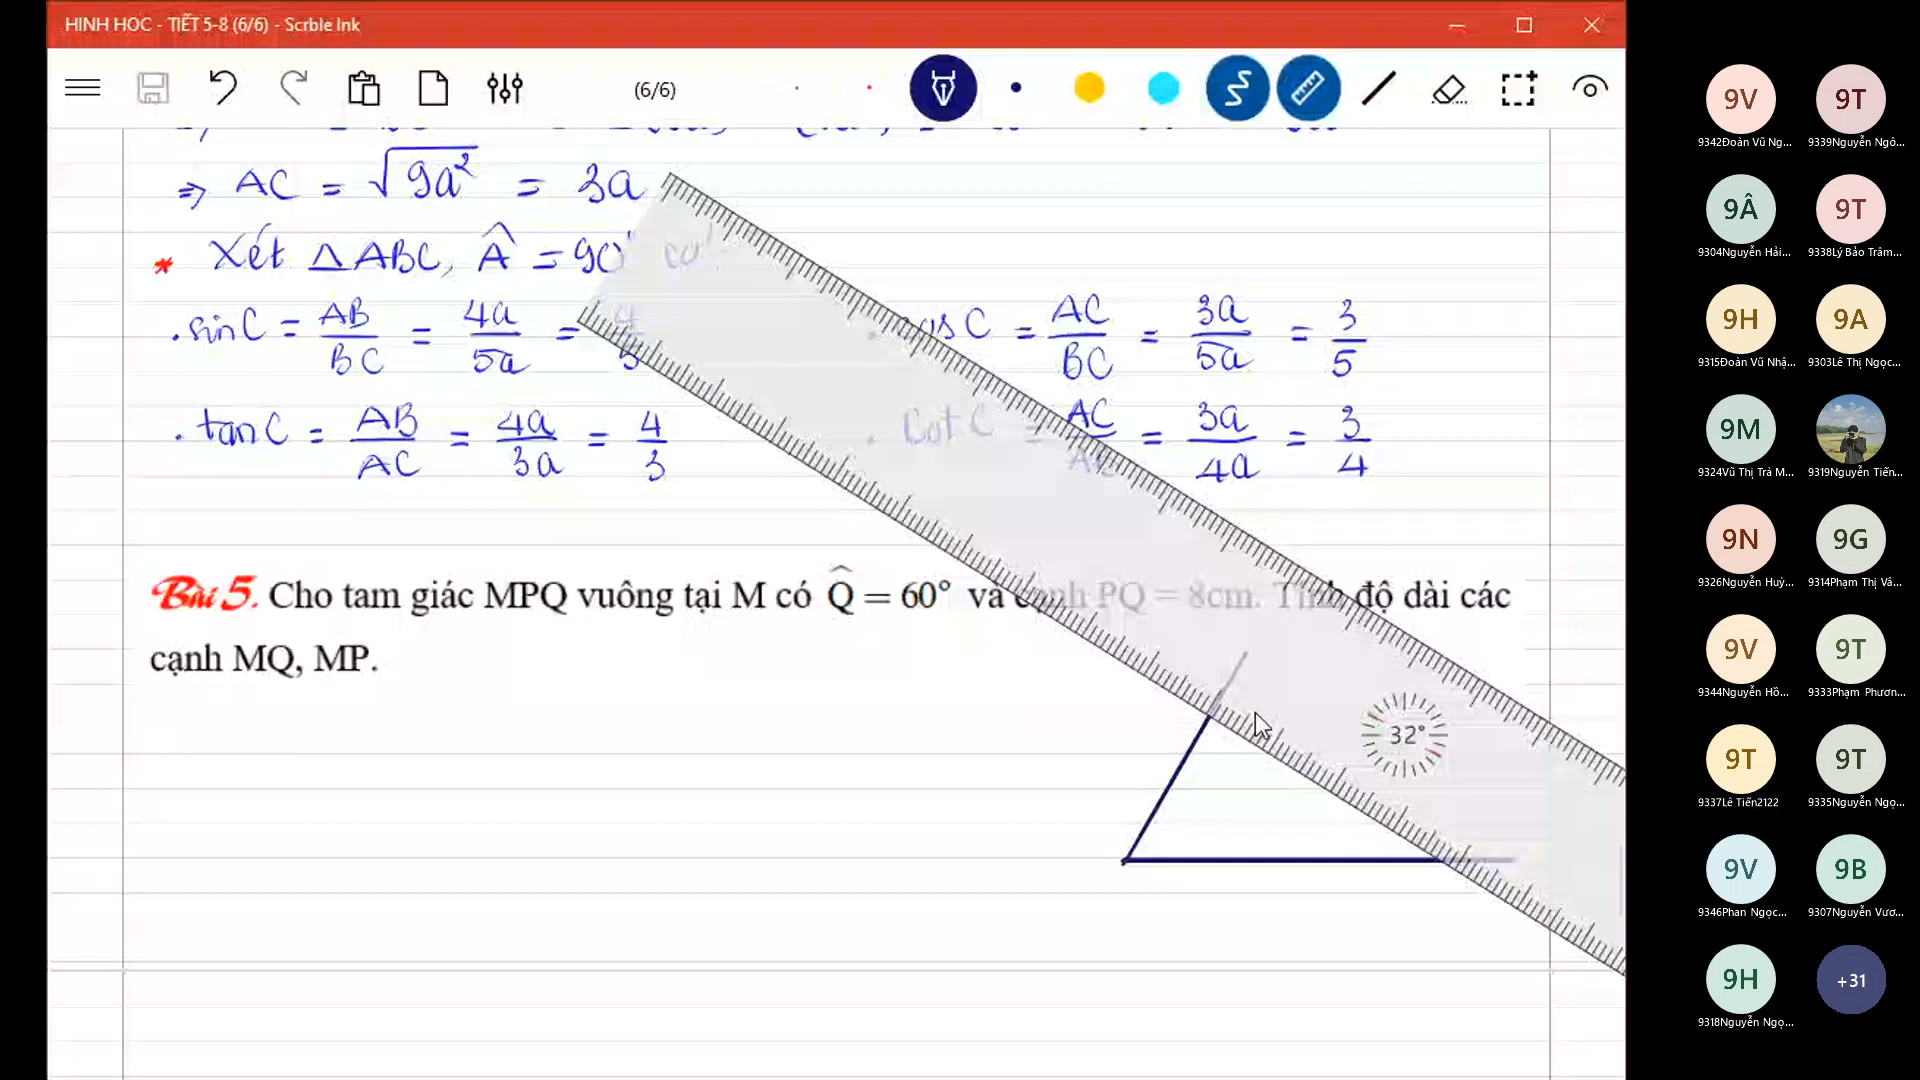 HINH HOC - TIẾT 5-8 (6/6) - Scrble Ink
(6/6)
⇒ AC = √9a² = 3a
* Xét △ABC, Â = 90° có:
. sin C = AB/BC = 4a/5a = 4/5 . cos C = AC/BC = 3a/5a = 3/5
. tan C = AB/AC = 4a/3a = 4/3 . Cot C = AC/AB = 3a/4a = 3/4
Bài 5. Cho tam giác MPQ vuông tại M có Q̂ = 60° và cạnh PQ = 8cm. Tính độ dài các
cạnh MQ, MP.
32°
9V 9T
9342Đoàn Vũ Ng... 9339Nguyễn Ngô...
9Â 9T
9304Nguyễn Hải... 9338Lý Bảo Trâm...
9H 9A
9315Đoàn Vũ Nhậ... 9303Lê Thị Ngọc...
9M
9324Vũ Thị Trà M... 9319Nguyễn Tiến...
9N 9G
9326Nguyễn Huỳ... 9314Phạm Thị Vâ...
9V 9T
9344Nguyễn Hồ... 9333Phạm Phươn...
9T 9T
9337Lê Tiến2122 9335Nguyễn Ngọ...
9V 9B
9346Phan Ngọc... 9307Nguyễn Vươ...
9H +31
9318Nguyễn Ngọ...